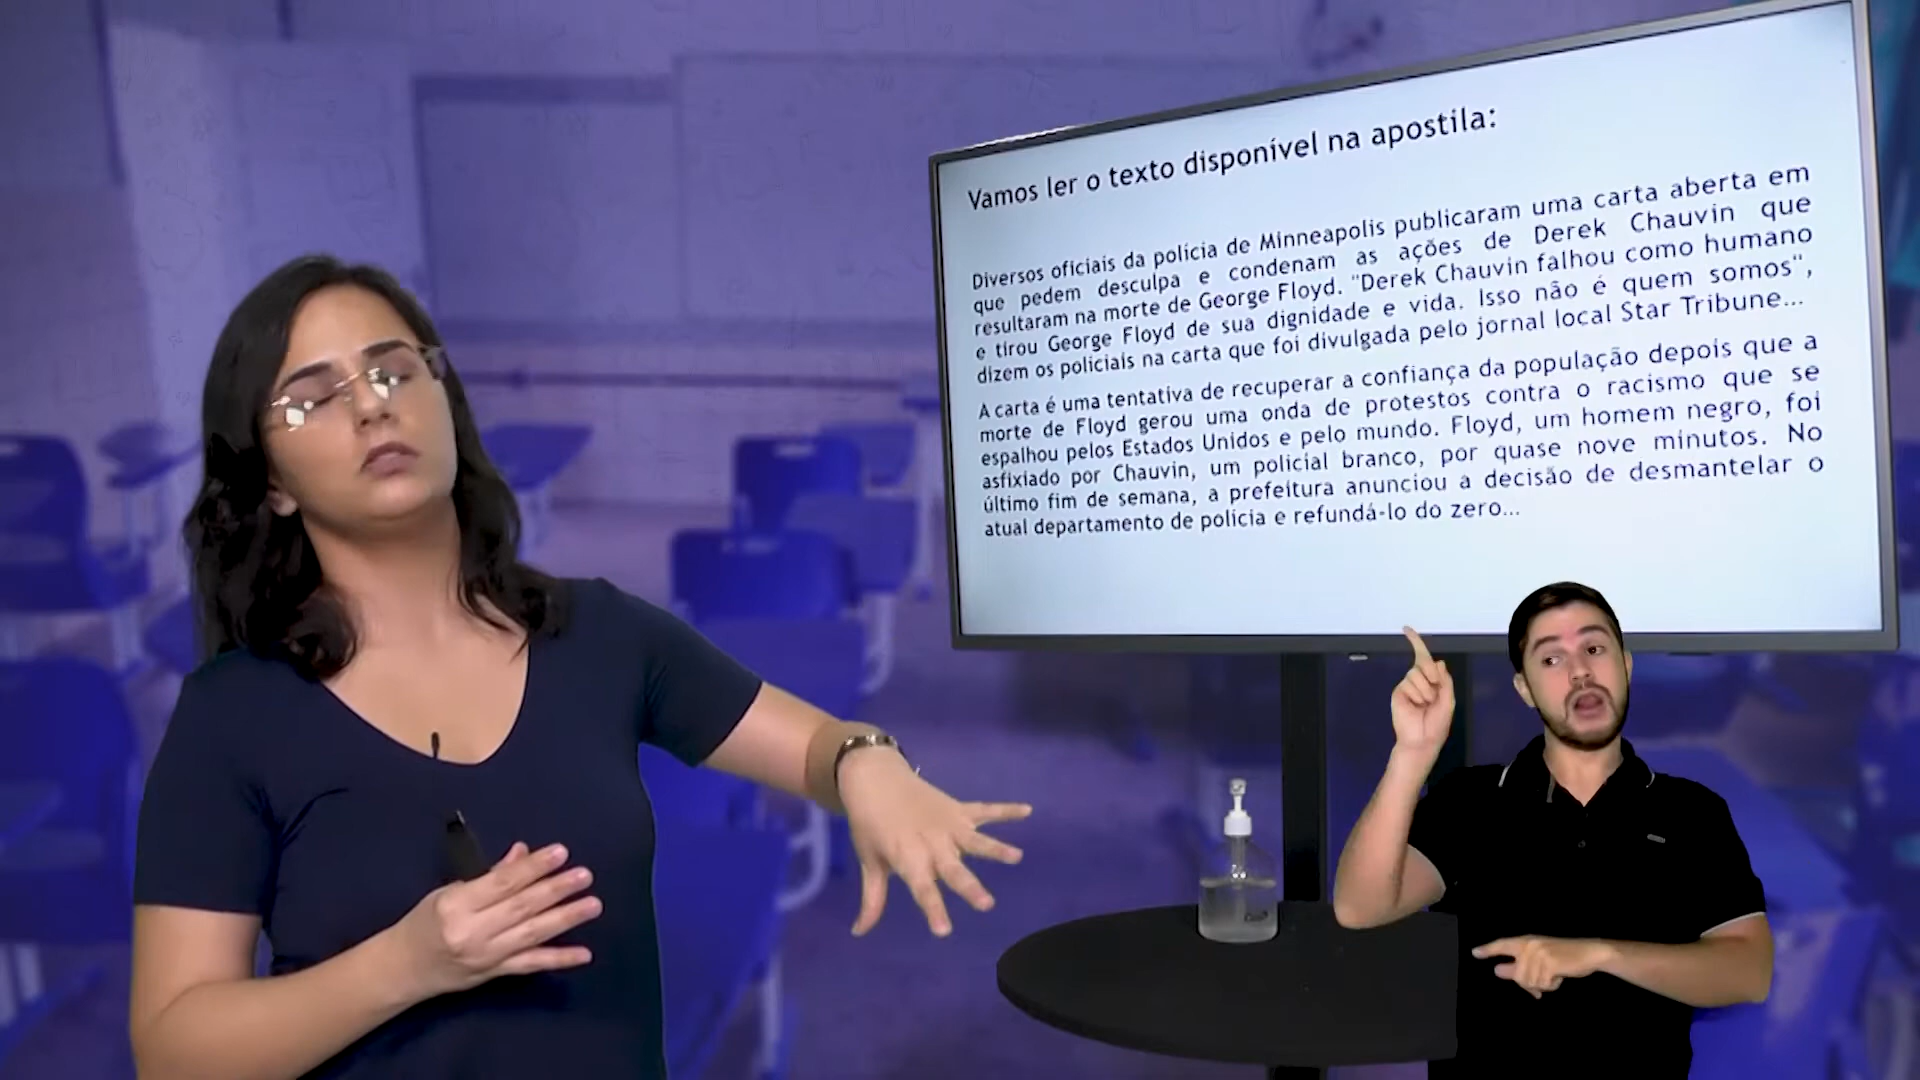 Vamos ler o texto disponível na apostila:
Diversos oficiais da polícia de Minneapolis publicaram uma carta aberta em
que pedem desculpa e condenam as ações de Derek Chauvin que
resultaram na morte de George Floyd. "Derek Chauvin falhou como humano
e tirou George Floyd de sua dignidade e vida. Isso não é quem somos",
dizem os policiais na carta que foi divulgada pelo jornal local Star Tribune...
A carta é uma tentativa de recuperar a confiança da população depois que a
morte de Floyd gerou uma onda de protestos contra o racismo que se
espalhou pelos Estados Unidos e pelo mundo. Floyd, um homem negro, foi
asfixiado por Chauvin, um policial branco, por quase nove minutos. No
último fim de semana, a prefeitura anunciou a decisão de desmantelar o
atual departamento de polícia e refundá-lo do zero...